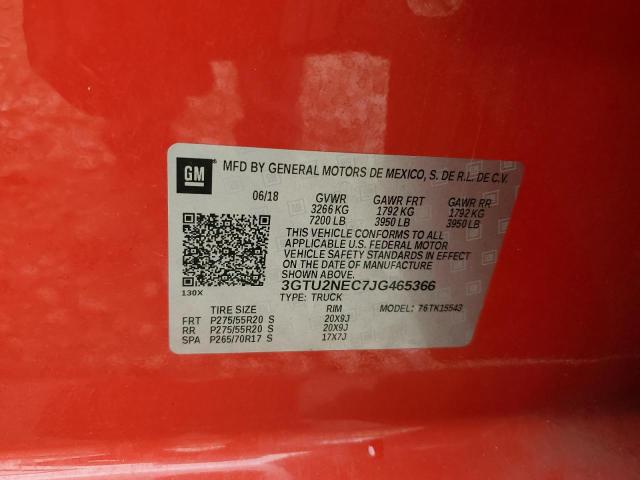 GM
MFD BY GENERAL MOTORS DE MEXICO, S. DE R.L. DE C.V.
06/18 GVWR GAWR FRT GAWR RR
3266 KG 1792 KG 1792 KG
7200 LB 3950 LB 3950 LB
THIS VEHICLE CONFORMS TO ALL
APPLICABLE U.S. FEDERAL MOTOR
VEHICLE SAFETY STANDARDS IN EFFECT
ON THE DATE OF MANUFACTURE
SHOWN ABOVE.
3GTU2NEC7JG465366
130X
TYPE: TRUCK MODEL: 76TK15543
TIRE SIZE RIM
FRT P275/55R20 S 20X9J
RR P275/55R20 S 20X9J
SPA P265/70R17 S 17X7J